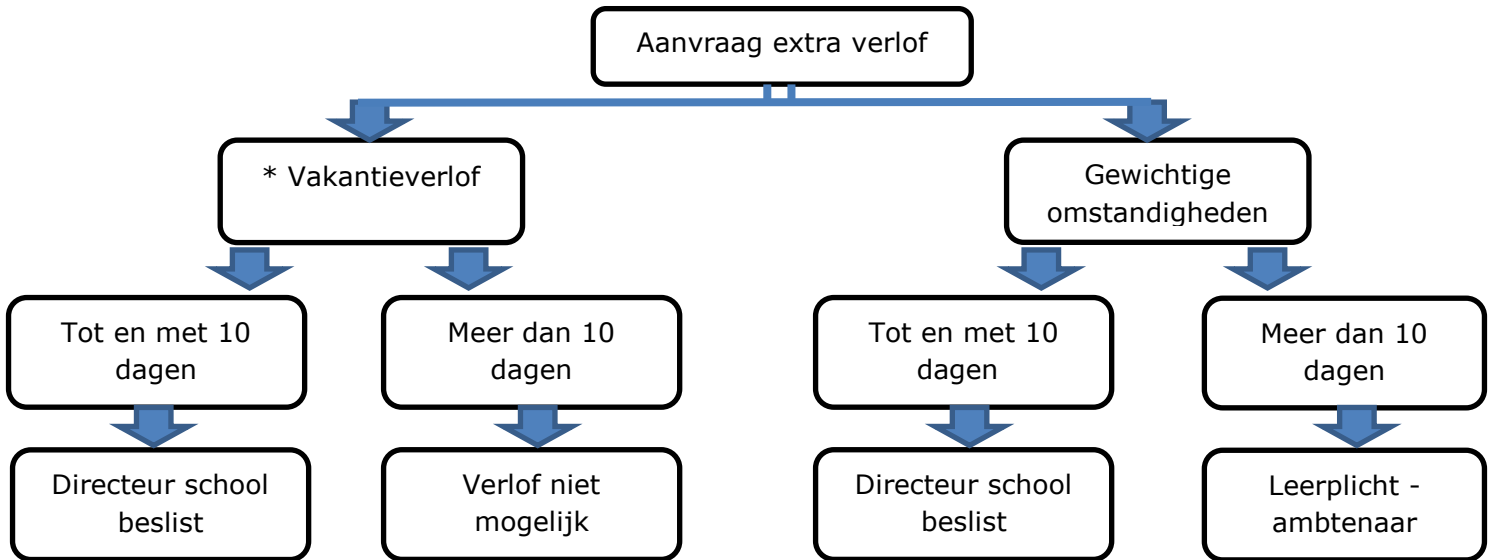 Aanvraag extra verlof
* Vakantieverlof
Gewichtige
omstandigheden
Tot en met 10
dagen
Meer dan 10
dagen
Tot en met 10
dagen
Meer dan 10
dagen
Directeur school
beslist
Verlof niet
mogelijk
Directeur school
beslist
Leerplicht -
ambtenaar